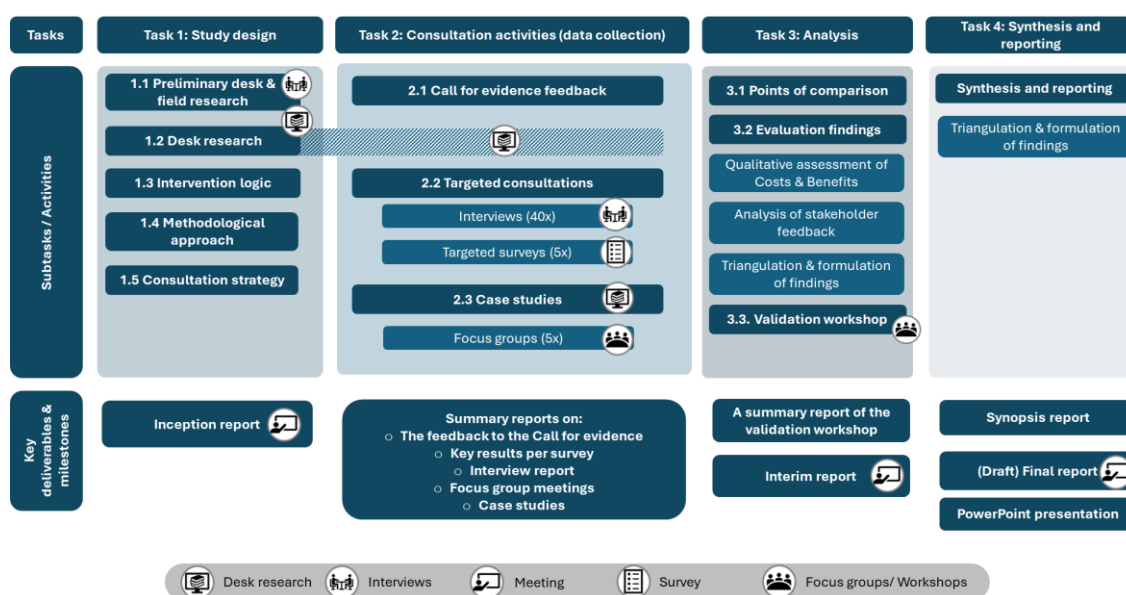 Tasks
Task 1: Study design
Task 2: Consultation activities (data collection)
Task 3: Analysis
Task 4: Synthesis and
reporting
Subtasks / Activities
1.1 Preliminary desk &
field research
1.2 Desk research
1.3 Intervention logic
1.4 Methodological
approach
1.5 Consultation strategy
2.1 Call for evidence feedback
2.2 Targeted consultations
Interviews (40x)
Targeted surveys (5x)
2.3 Case studies
Focus groups (5x)
3.1 Points of comparison
3.2 Evaluation findings
Qualitative assessment of
Costs & Benefits
Analysis of stakeholder
feedback
Triangulation & formulation
of findings
3.3. Validation workshop
Synthesis and reporting
Triangulation & formulation
of findings
Key
deliverables &
milestones
Inception report
Summary reports on:
○ The feedback to the Call for evidence
○ Key results per survey
○ Interview report
○ Focus group meetings
○ Case studies
A summary report of the
validation workshop
Interim report
Synopsis report
(Draft) Final report
PowerPoint presentation
Desk research
Interviews
Meeting
Survey
Focus groups/ Workshops